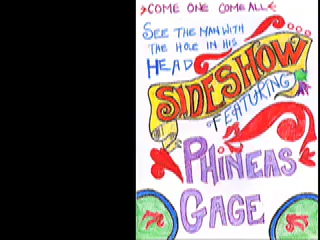 COME ONE COME ALL
SEE THE MAN WITH
THE HOLE IN HIS
HEAD
SIDESHOW
FEATURING
PHINEAS
GAGE